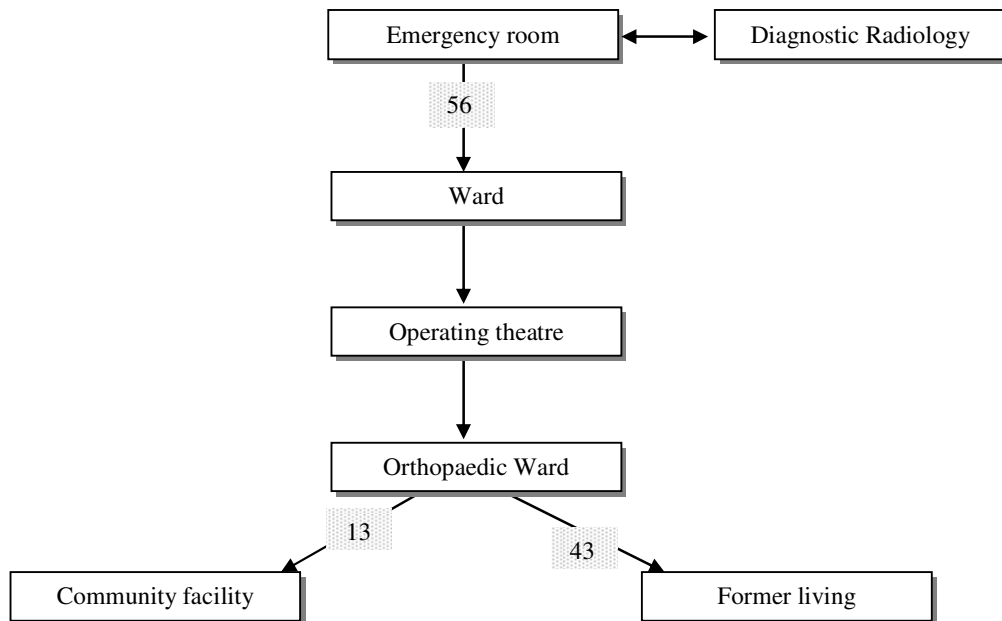 Emergency room
Diagnostic Radiology
56
Ward
Operating theatre
Orthopaedic Ward
13
43
Community facility
Former living